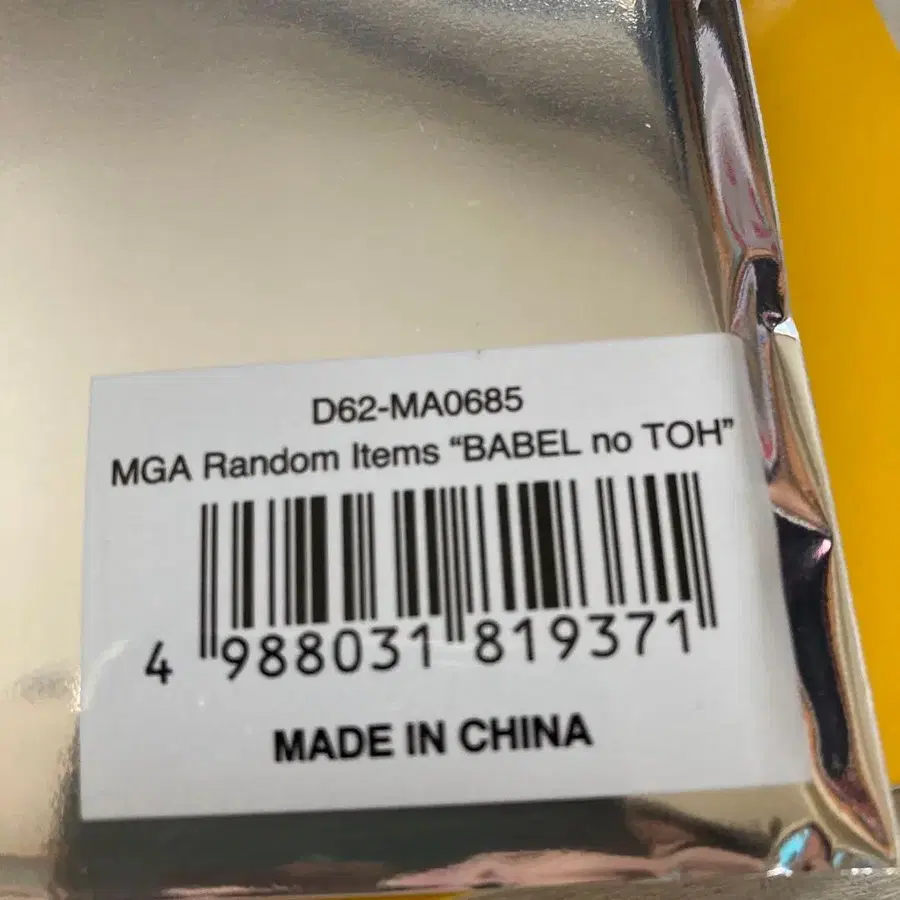 D62-MA0685
MGA Random Items “BABEL no TOH”
4 988031 819371
MADE IN CHINA